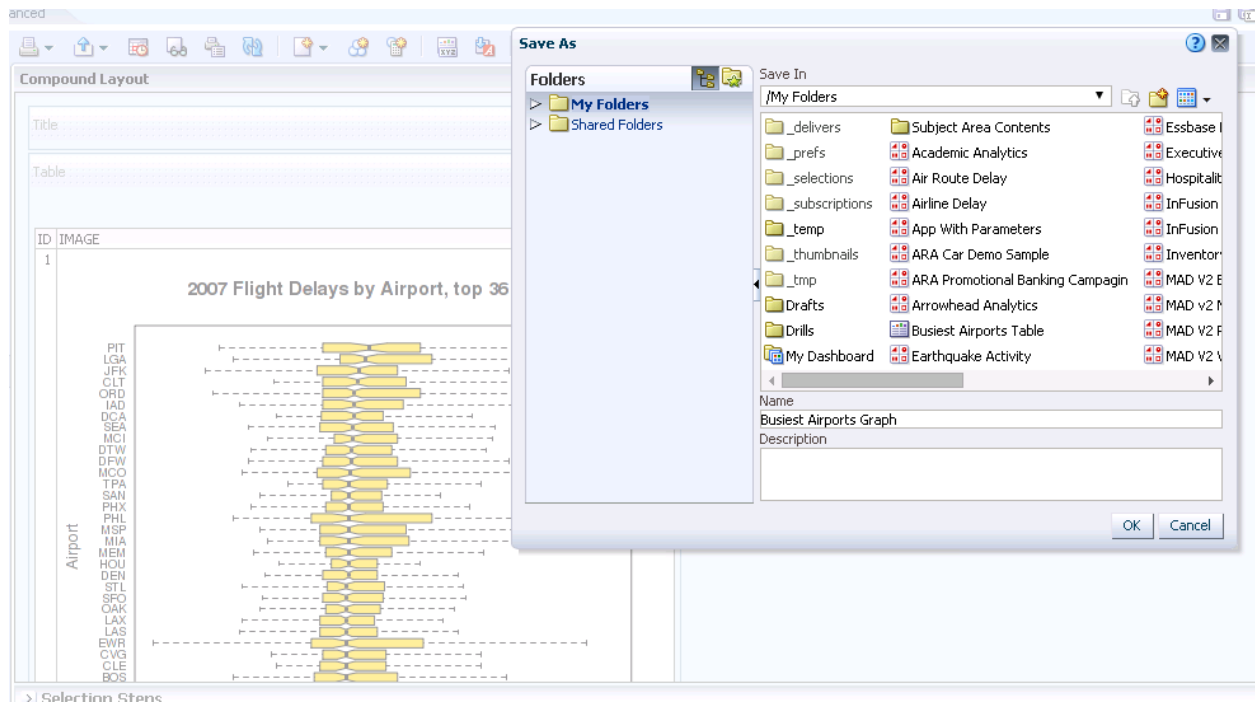 anced
Compound Layout
Title
Table
ID IMAGE
1
2007 Flight Delays by Airport, top 36
Airport
PIT
LGA
JFK
CLT
ORD
IAD
DCA
SEA
MCI
DTW
DFW
MCO
TPA
SAN
PHX
PHL
MSP
MIA
MEM
HOU
DEN
STL
SFO
OAK
LAX
LAS
EWR
CVG
CLE
BOS
Selection Steps
Save As
Folders
My Folders
Shared Folders
Save In
/My Folders
_delivers
_prefs
_selections
_subscriptions
_temp
_thumbnails
_tmp
Drafts
Drills
My Dashboard
Subject Area Contents
Academic Analytics
Air Route Delay
Airline Delay
App With Parameters
ARA Car Demo Sample
ARA Promotional Banking Campagin
Arrowhead Analytics
Busiest Airports Table
Earthquake Activity
Essbase
Executive
Hospitalit
InFusion
InFusion
Inventor
MAD V2
MAD v2
MAD V2
MAD V2
Name
Busiest Airports Graph
Description
OK
Cancel